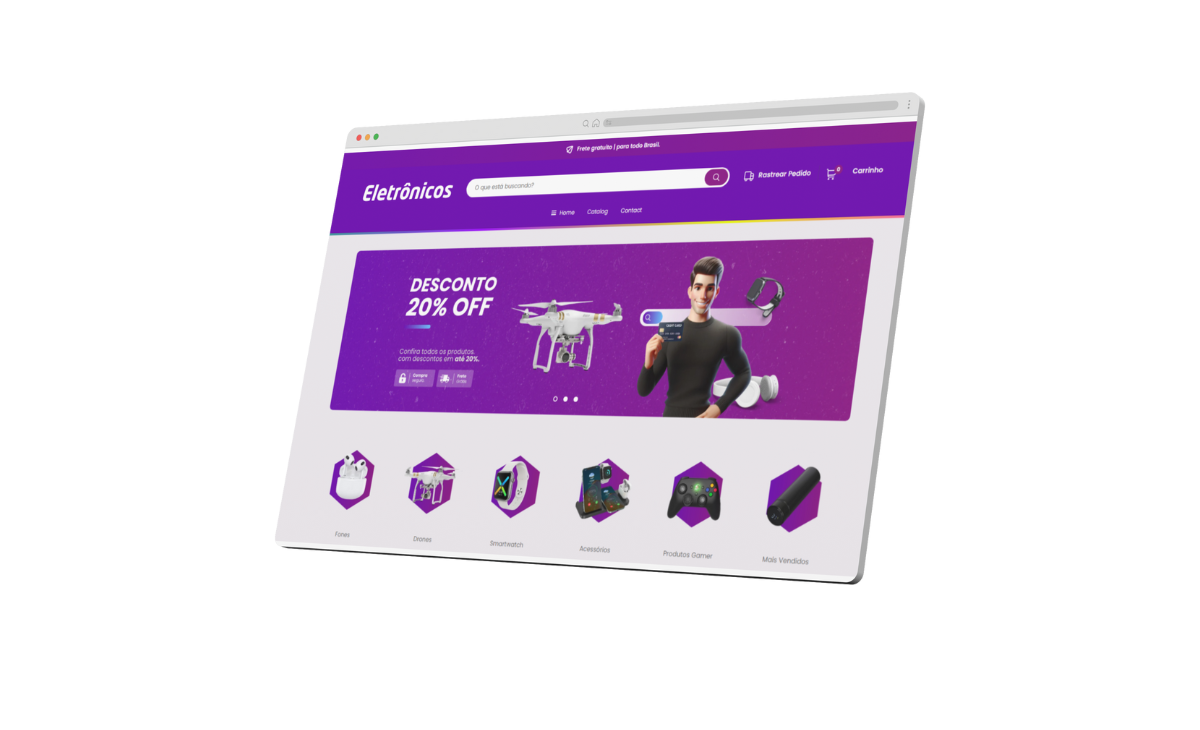 Frete gratuito | para todo Brasil.
Eletrônicos
O que está buscando?
Rastrear Pedido
0
Carrinho
Home
Catalog
Contact
DESCONTO
20% OFF
Confira todos os produtos,
com descontos em até 20%.
Compra
segura
Frete
Fones
Drones
Smartwatch
Acessórios
Produtos Gamer
Mais Vendidos